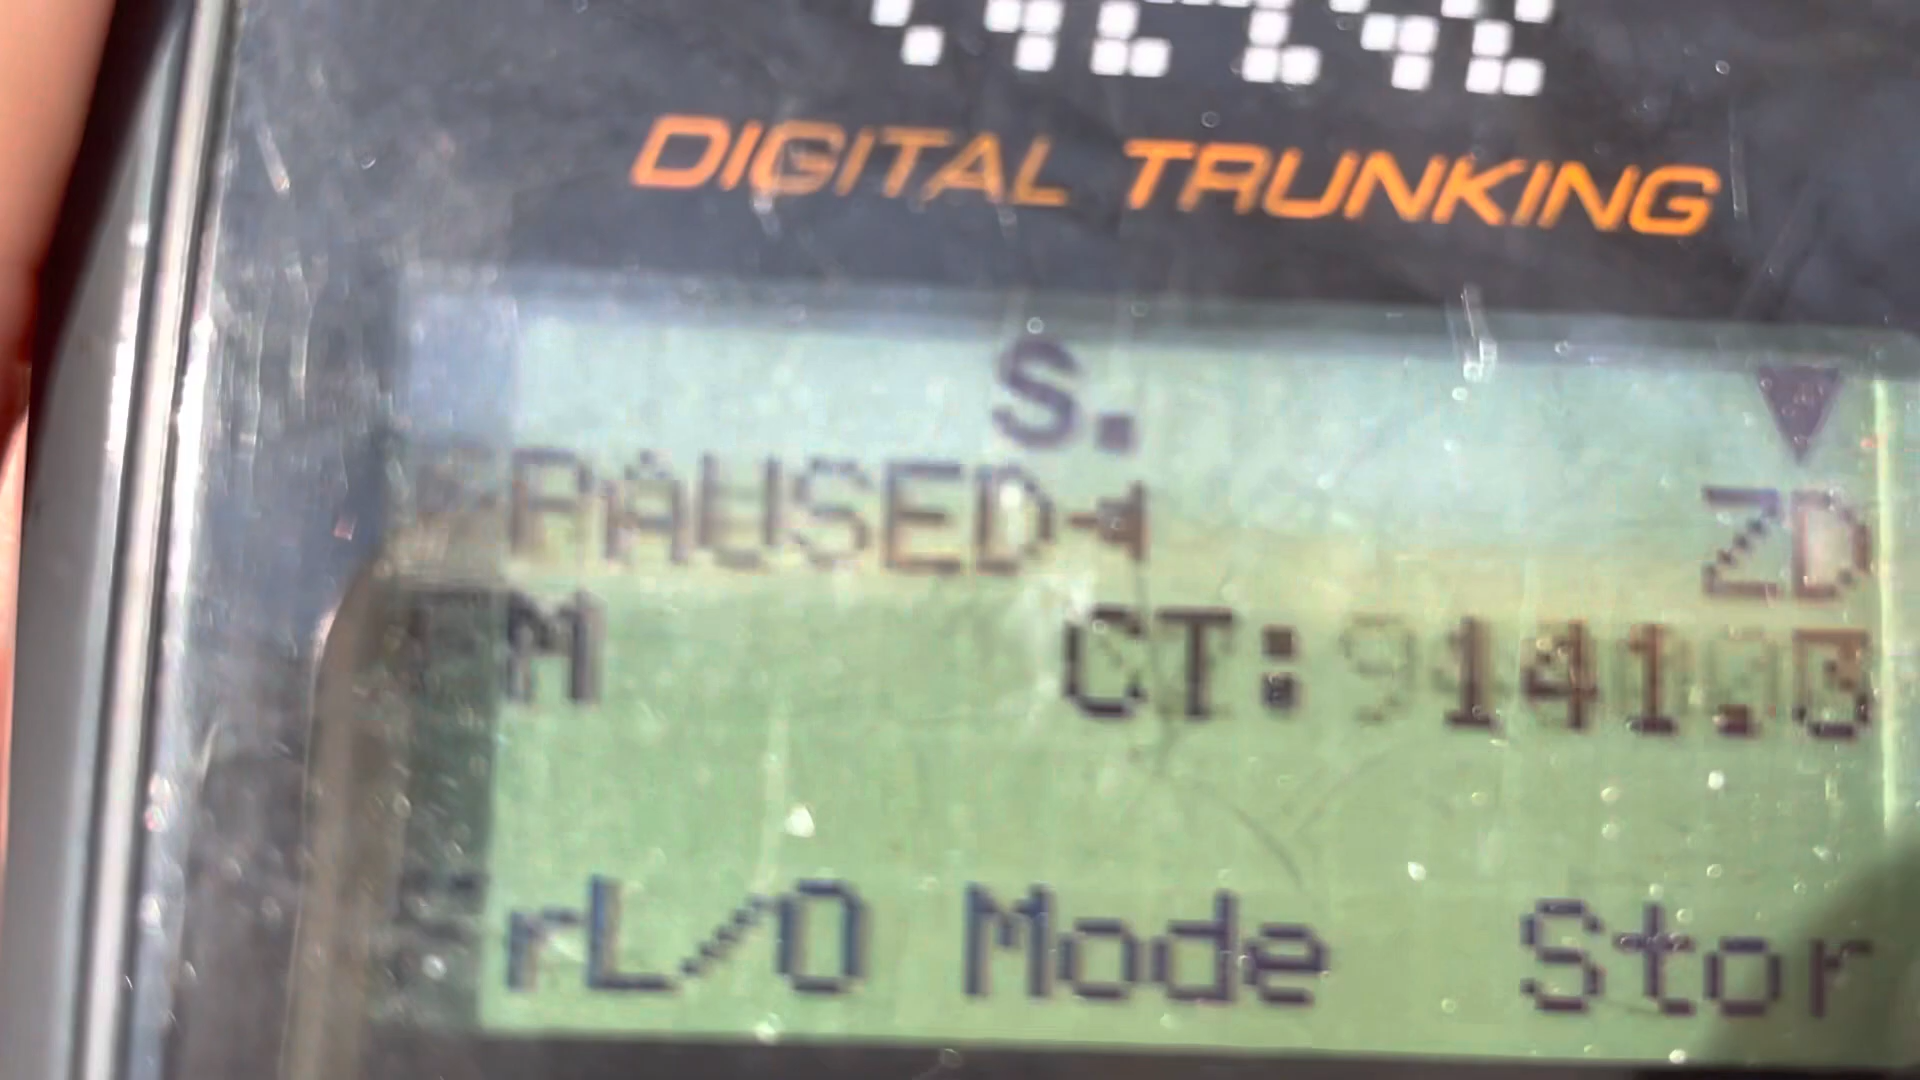 DIGITAL TRUNKING
S.
PAUSED◄ ZD
FM CT:
rL/O Mode Stor